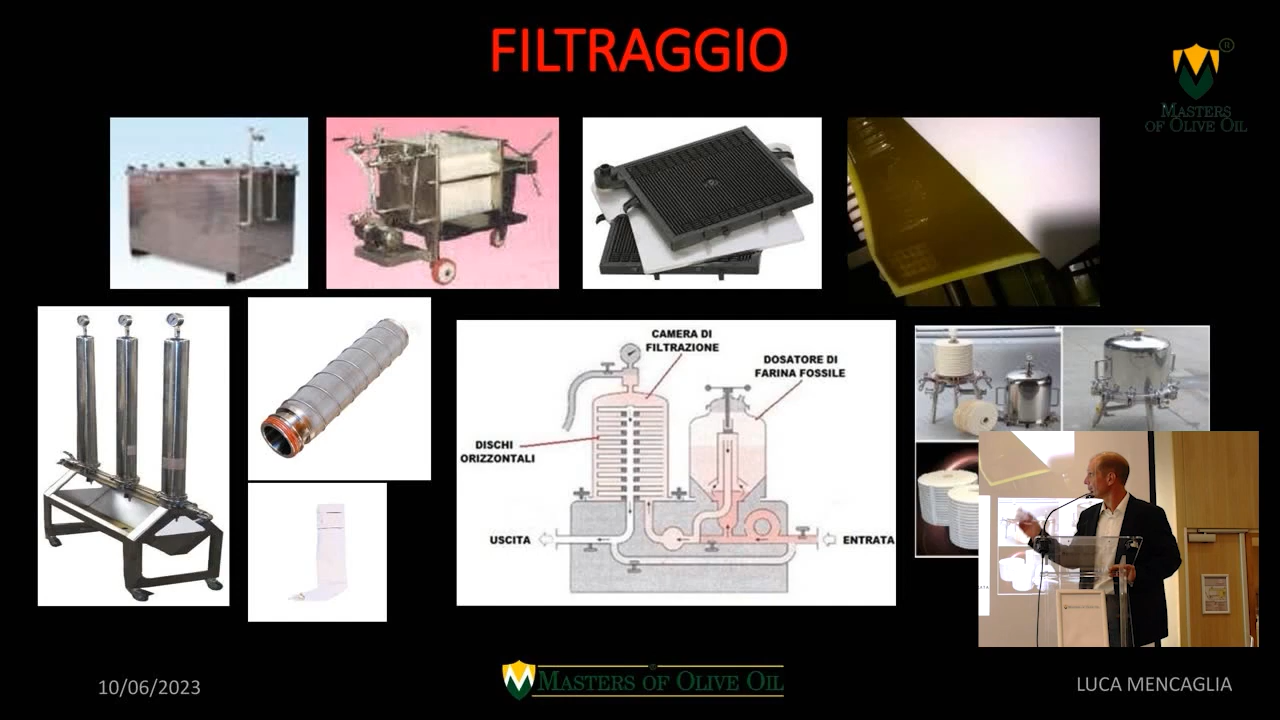 FILTRAGGIO
®
MASTERS
OF OLIVE OIL
CAMERA DI
FILTRAZIONE
DOSATORE DI
FARINA FOSSILE
DISCHI
ORIZZONTALI
USCITA
ENTRATA
10/06/2023
MASTERS OF OLIVE OIL
LUCA MENCAGLIA